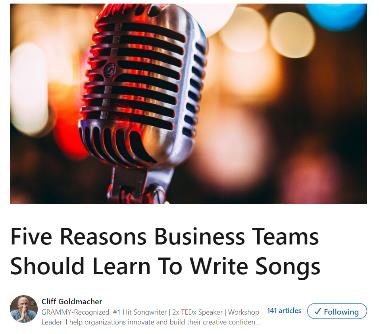 Five Reasons Business Teams
Should Learn To Write Songs
Cliff Goldmacher
GRAMMY-Recognized, #1 Hit Songwriter | 2x TEDx Speaker | Workshop
Leader. I help organizations innovate and build their creative confiden...
141 articles
✓ Following